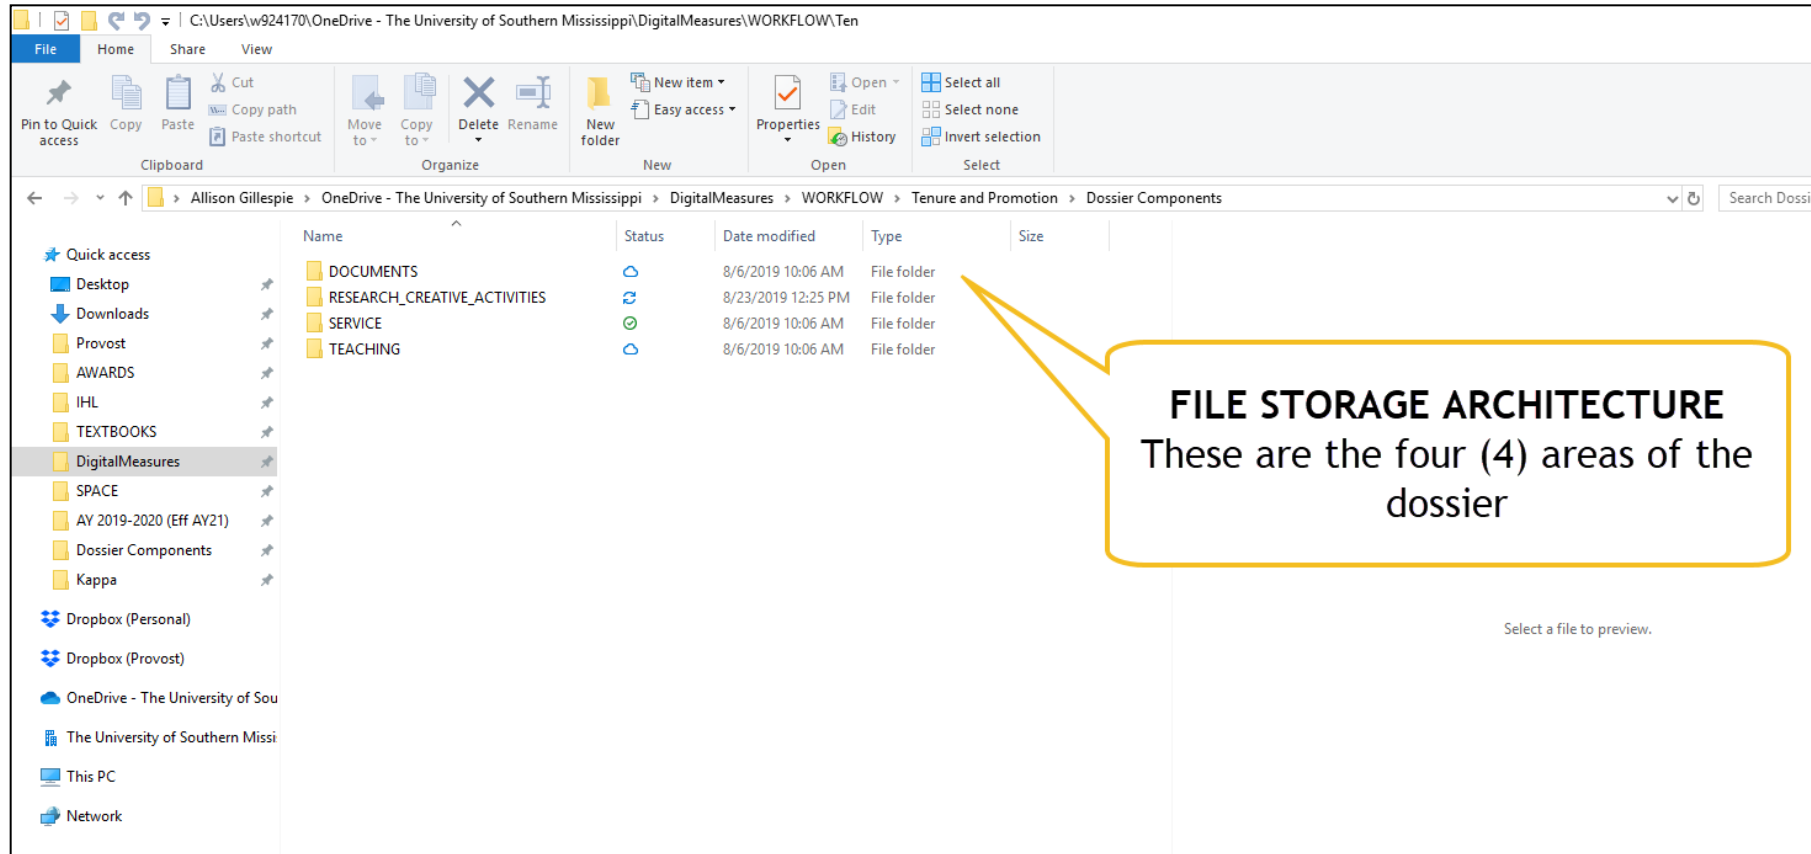 C:\Users\w924170\OneDrive - The University of Southern Mississippi\DigitalMeasures\WORKFLOW\Ten
File Home Share View
Pin to Quick access
Copy
Paste
Cut
Copy path
Paste shortcut
Clipboard
Move to
Copy to
Delete
Rename
Organize
New folder
New item
Easy access
New
Properties
Open
Edit
History
Open
Select all
Select none
Invert selection
Select
Allison Gillespie > OneDrive - The University of Southern Mississippi > DigitalMeasures > WORKFLOW > Tenure and Promotion > Dossier Components
Search Dossi
Quick access
Desktop
Downloads
Provost
AWARDS
IHL
TEXTBOOKS
DigitalMeasures
SPACE
AY 2019-2020 (Eff AY21)
Dossier Components
Kappa
Dropbox (Personal)
Dropbox (Provost)
OneDrive - The University of Sou
The University of Southern Missi
This PC
Network
Name Status Date modified Type Size
DOCUMENTS 8/6/2019 10:06 AM File folder
RESEARCH_CREATIVE_ACTIVITIES 8/23/2019 12:25 PM File folder
SERVICE 8/6/2019 10:06 AM File folder
TEACHING 8/6/2019 10:06 AM File folder
FILE STORAGE ARCHITECTURE
These are the four (4) areas of the
dossier
Select a file to preview.